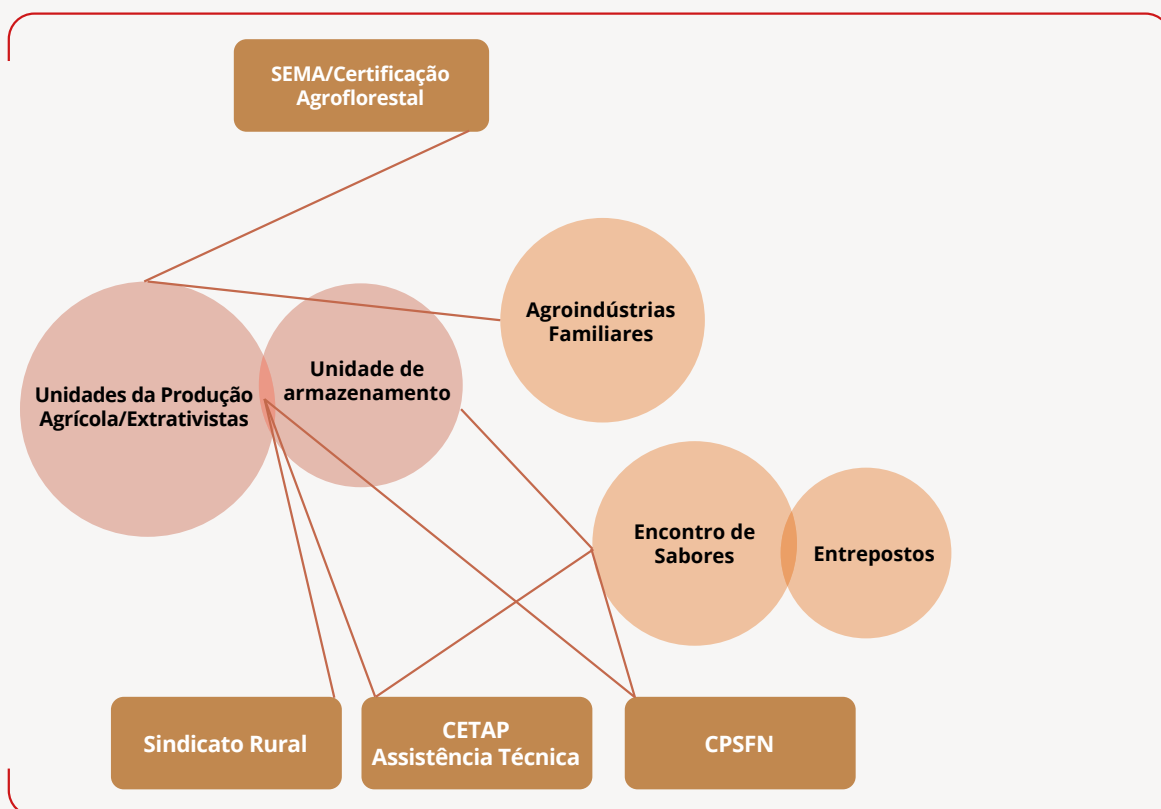 SEMA/Certificação
Agroflorestal
Agroindústrias
Familiares
Unidade de
armazenamento
Unidades da Produção
Agrícola/Extrativistas
Encontro de
Sabores
Entrepostos
Sindicato Rural
CETAP
Assistência Técnica
CPSFN